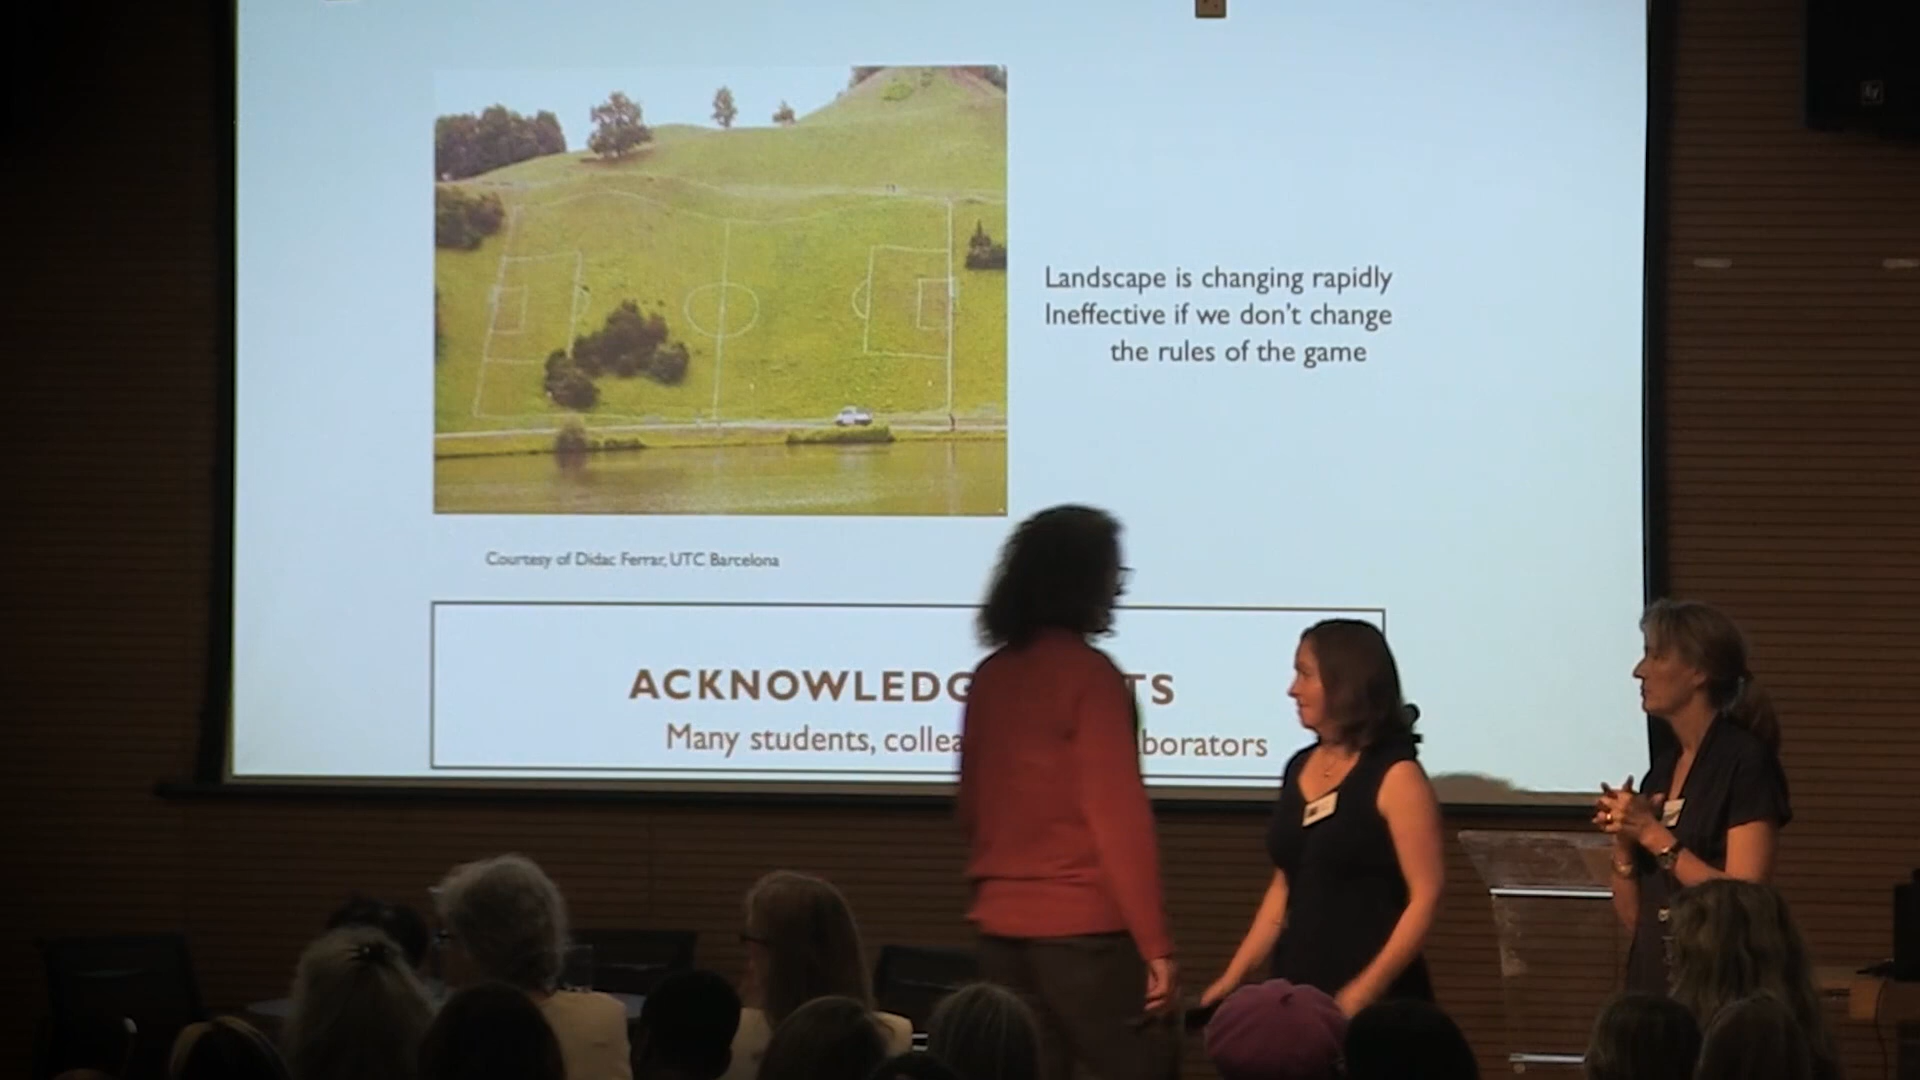 Landscape is changing rapidly
Ineffective if we don't change
the rules of the game
Courtesy of Didac Ferrar, UTC Barcelona
ACKNOWLEDG TS
Many students, collea borators
EV